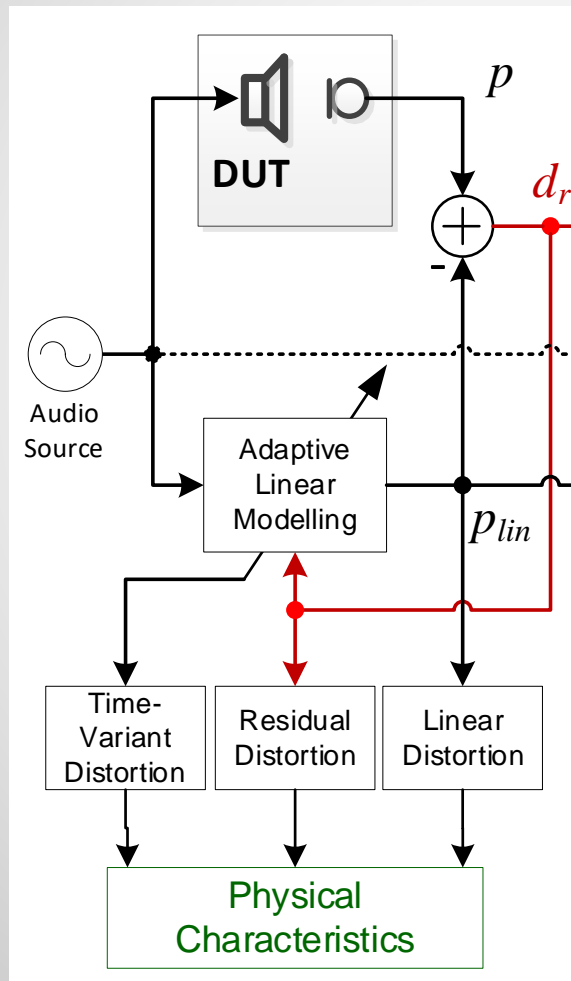 p
DUT
d_r
-
Audio
Source
Adaptive
Linear
Modelling
p_lin
Time-
Variant
Distortion
Residual
Distortion
Linear
Distortion
Physical
Characteristics